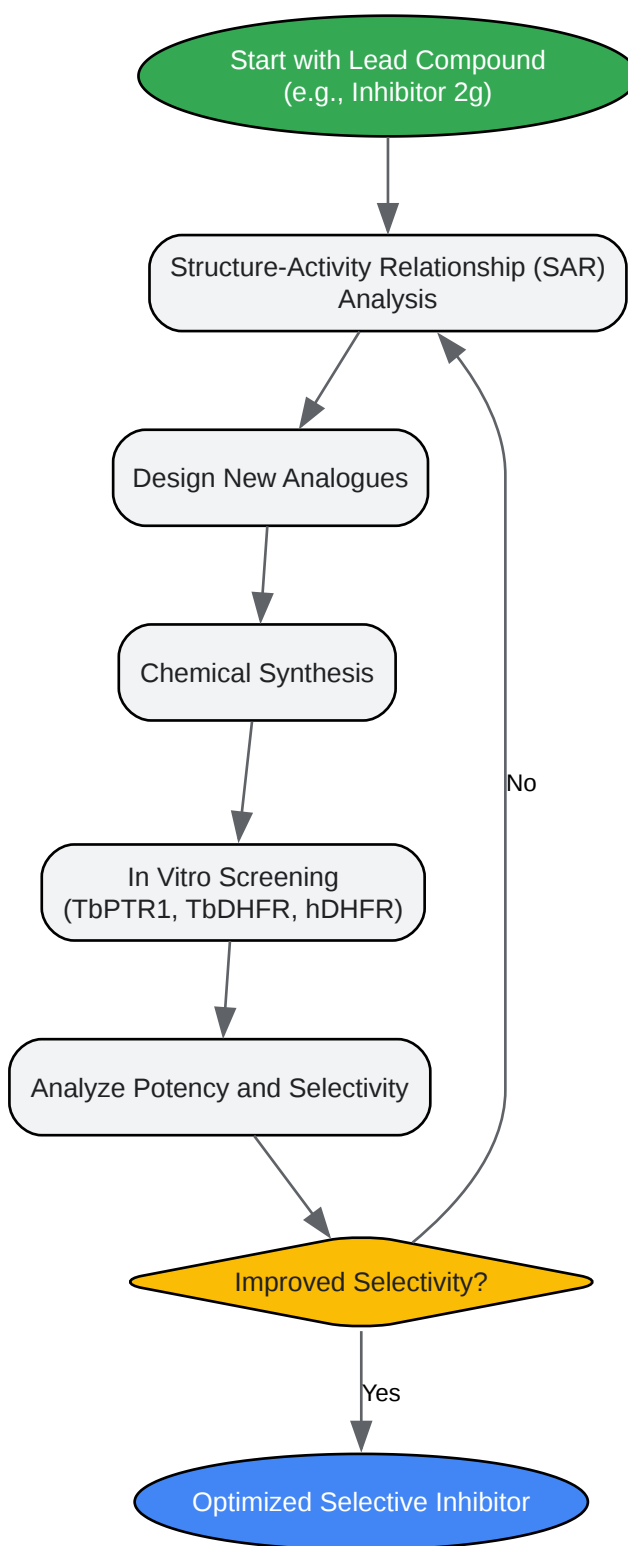 Start with Lead Compound
(e.g., Inhibitor 2g)
Structure-Activity Relationship (SAR)
Analysis
Design New Analogues
Chemical Synthesis
No
In Vitro Screening
(TbPTR1, TbDHFR, hDHFR)
Analyze Potency and Selectivity
Improved Selectivity?
Yes
Optimized Selective Inhibitor